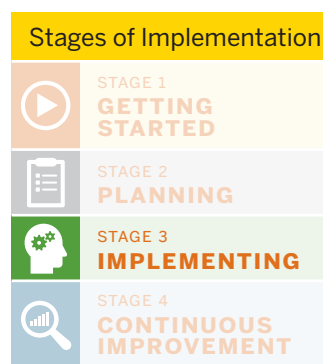 Stages of Implementation
STAGE 1
GETTING
STARTED
STAGE 2
PLANNING
STAGE 3
IMPLEMENTING
STAGE 4
CONTINUOUS
IMPROVEMENT